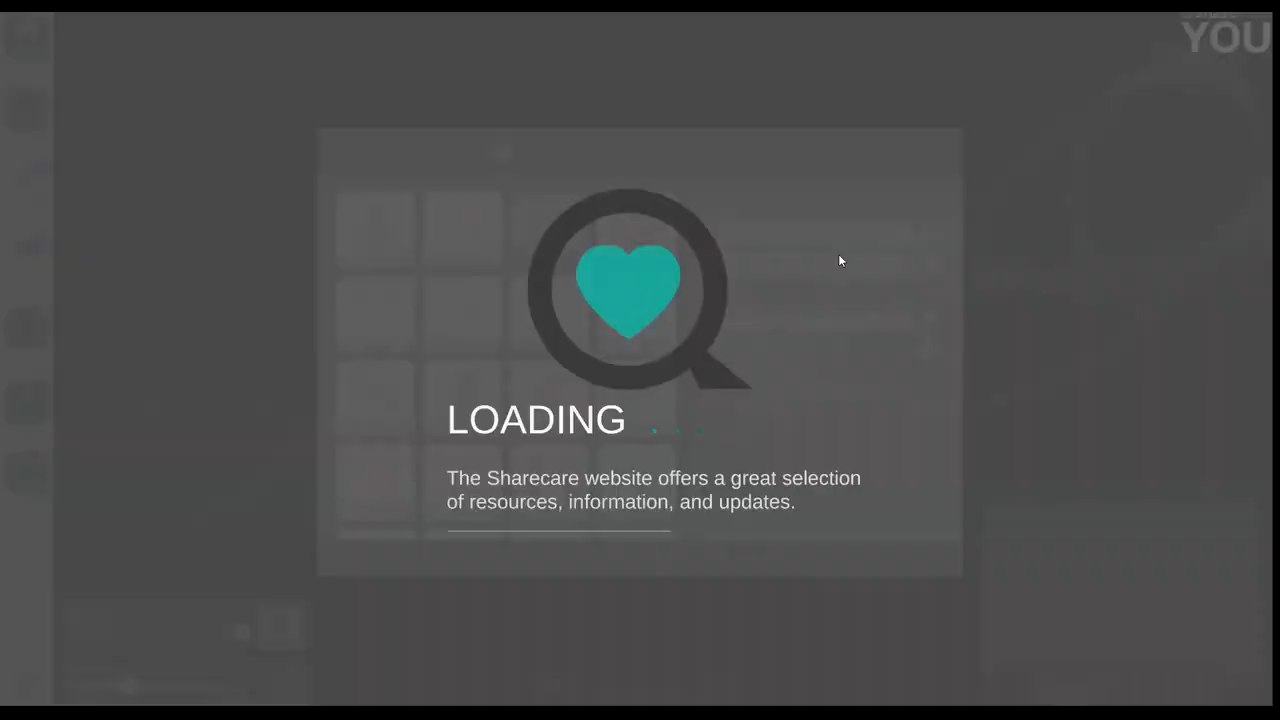 YOU
LOADING . . .
The Sharecare website offers a great selection
of resources, information, and updates.